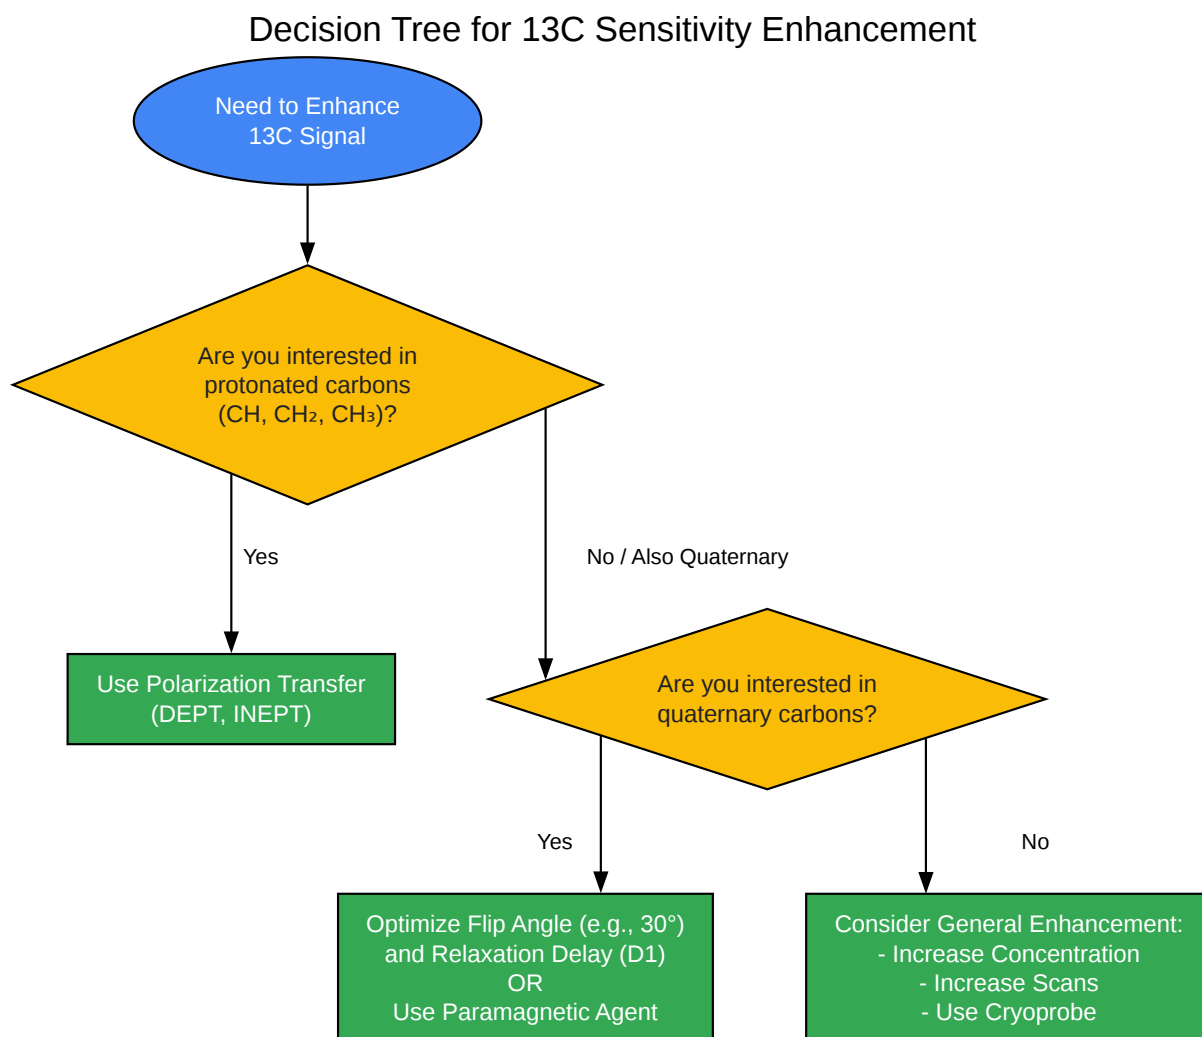 Decision Tree for 13C Sensitivity Enhancement
Need to Enhance
13C Signal
Are you interested in
protonated carbons
(CH, CH₂, CH₃)?
Yes
No / Also Quaternary
Use Polarization Transfer
(DEPT, INEPT)
Are you interested in
quaternary carbons?
Yes
No
Optimize Flip Angle (e.g., 30°)
and Relaxation Delay (D1)
OR
Use Paramagnetic Agent
Consider General Enhancement:
- Increase Concentration
- Increase Scans
- Use Cryoprobe